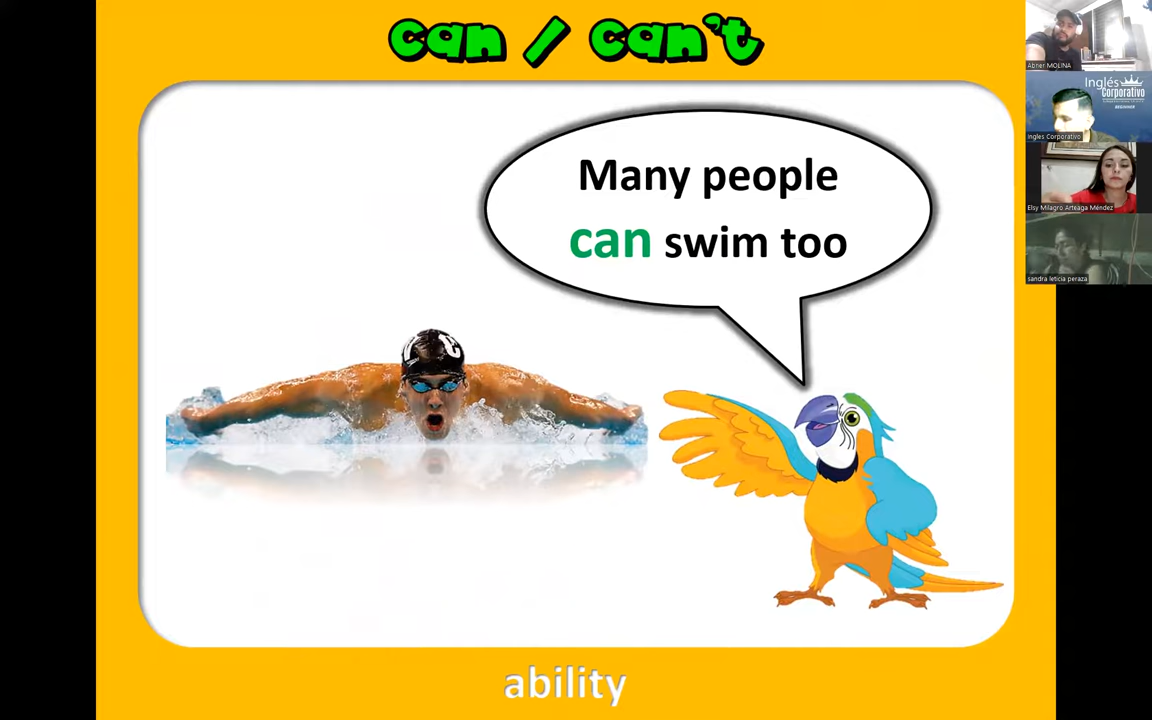 can / can't
Many people
can swim too
ability
Abner MOLINA
Inglés
Corporativo
Ingles Corporativo
Elsy Milagro Arteaga Méndez
sandra leticia peraza